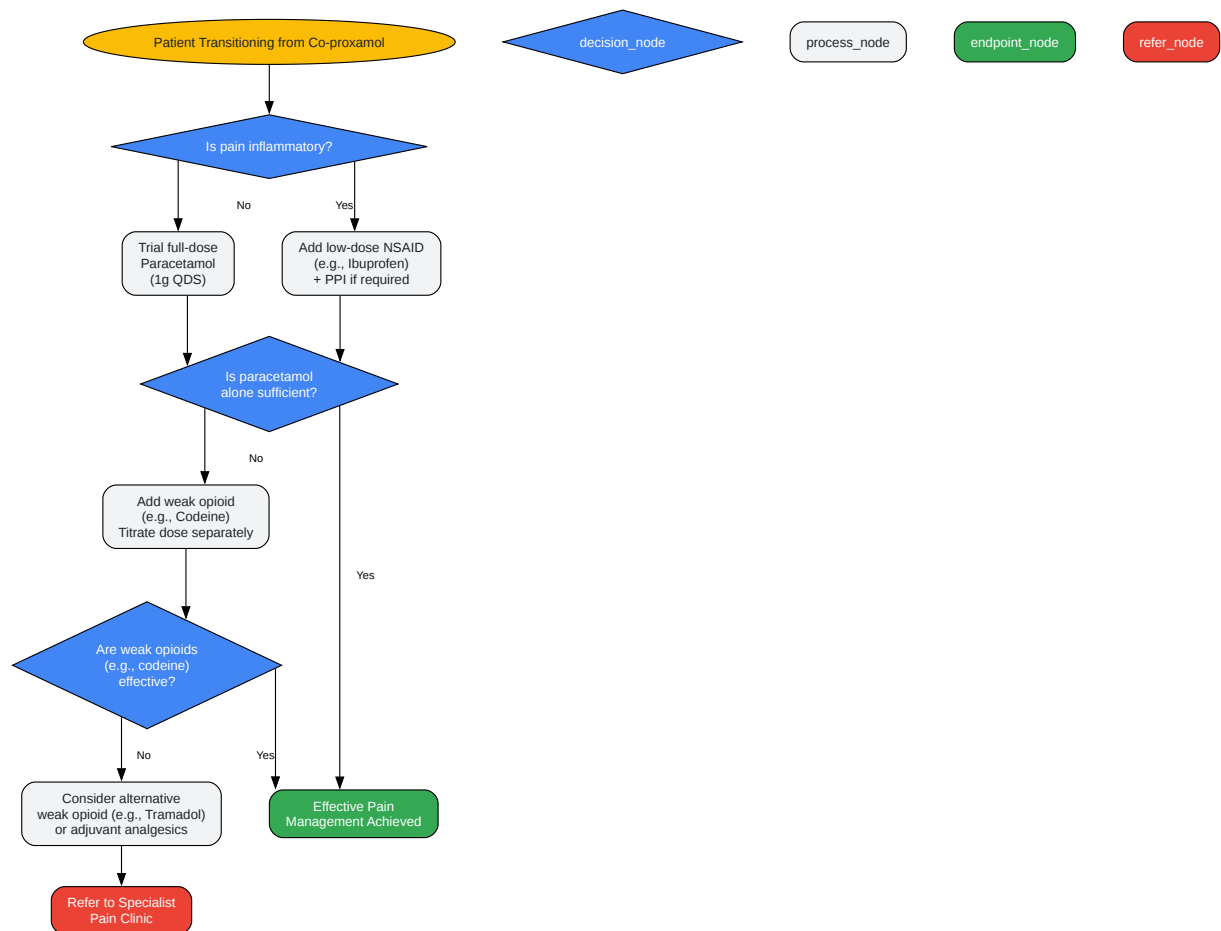 Patient Transitioning from Co-proxamol
decision_node
process_node
endpoint_node
refer_node
Is pain inflammatory?
No
Yes
Trial full-dose
Paracetamol
(1g QDS)
Add low-dose NSAID
(e.g., Ibuprofen)
+ PPI if required
Is paracetamol
alone sufficient?
No
Add weak opioid
(e.g., Codeine)
Titrate dose separately
Yes
Are weak opioids
(e.g., codeine)
effective?
No
Yes
Consider alternative
weak opioid (e.g., Tramadol)
or adjuvant analgesics
Effective Pain
Management Achieved
Refer to Specialist
Pain Clinic